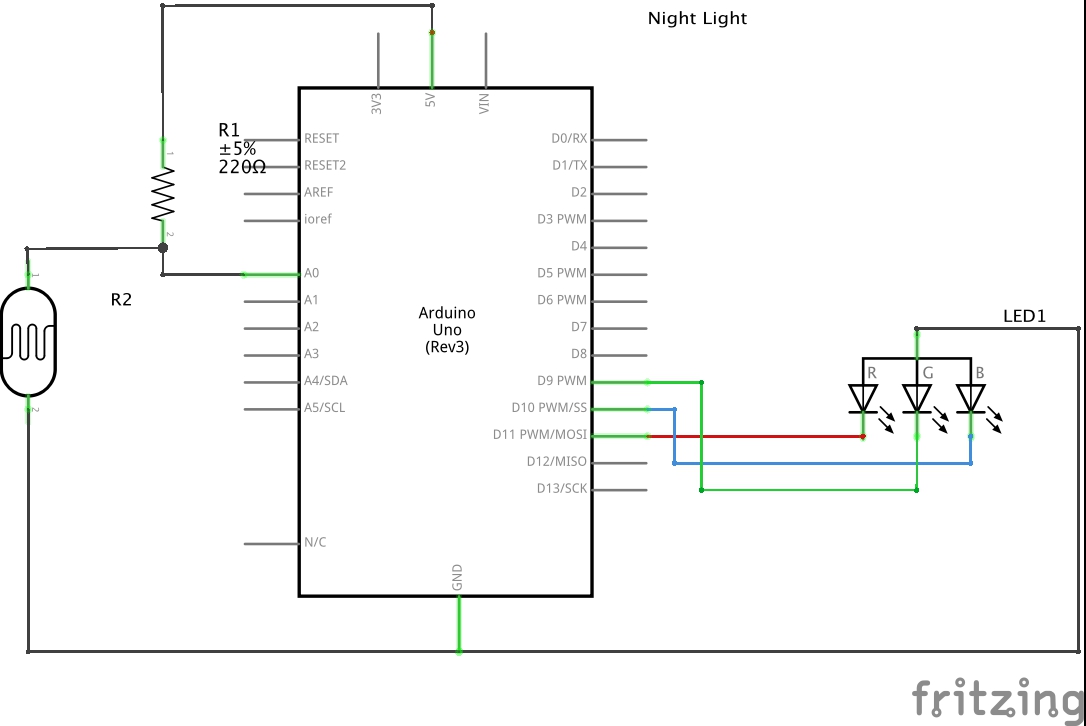 Night Light
3V3
5V
VIN
R1
±5%
220Ω
1
2
RESET
RESET2
AREF
ioref
A0
A1
A2
A3
A4/SDA
A5/SCL
N/C
Arduino
Uno
(Rev3)
D0/RX
D1/TX
D2
D3 PWM
D4
D5 PWM
D6 PWM
D7
D8
D9 PWM
D10 PWM/SS
D11 PWM/MOSI
D12/MISO
D13/SCK
GND
R2
1
2
LED1
R
G
B
fritzing